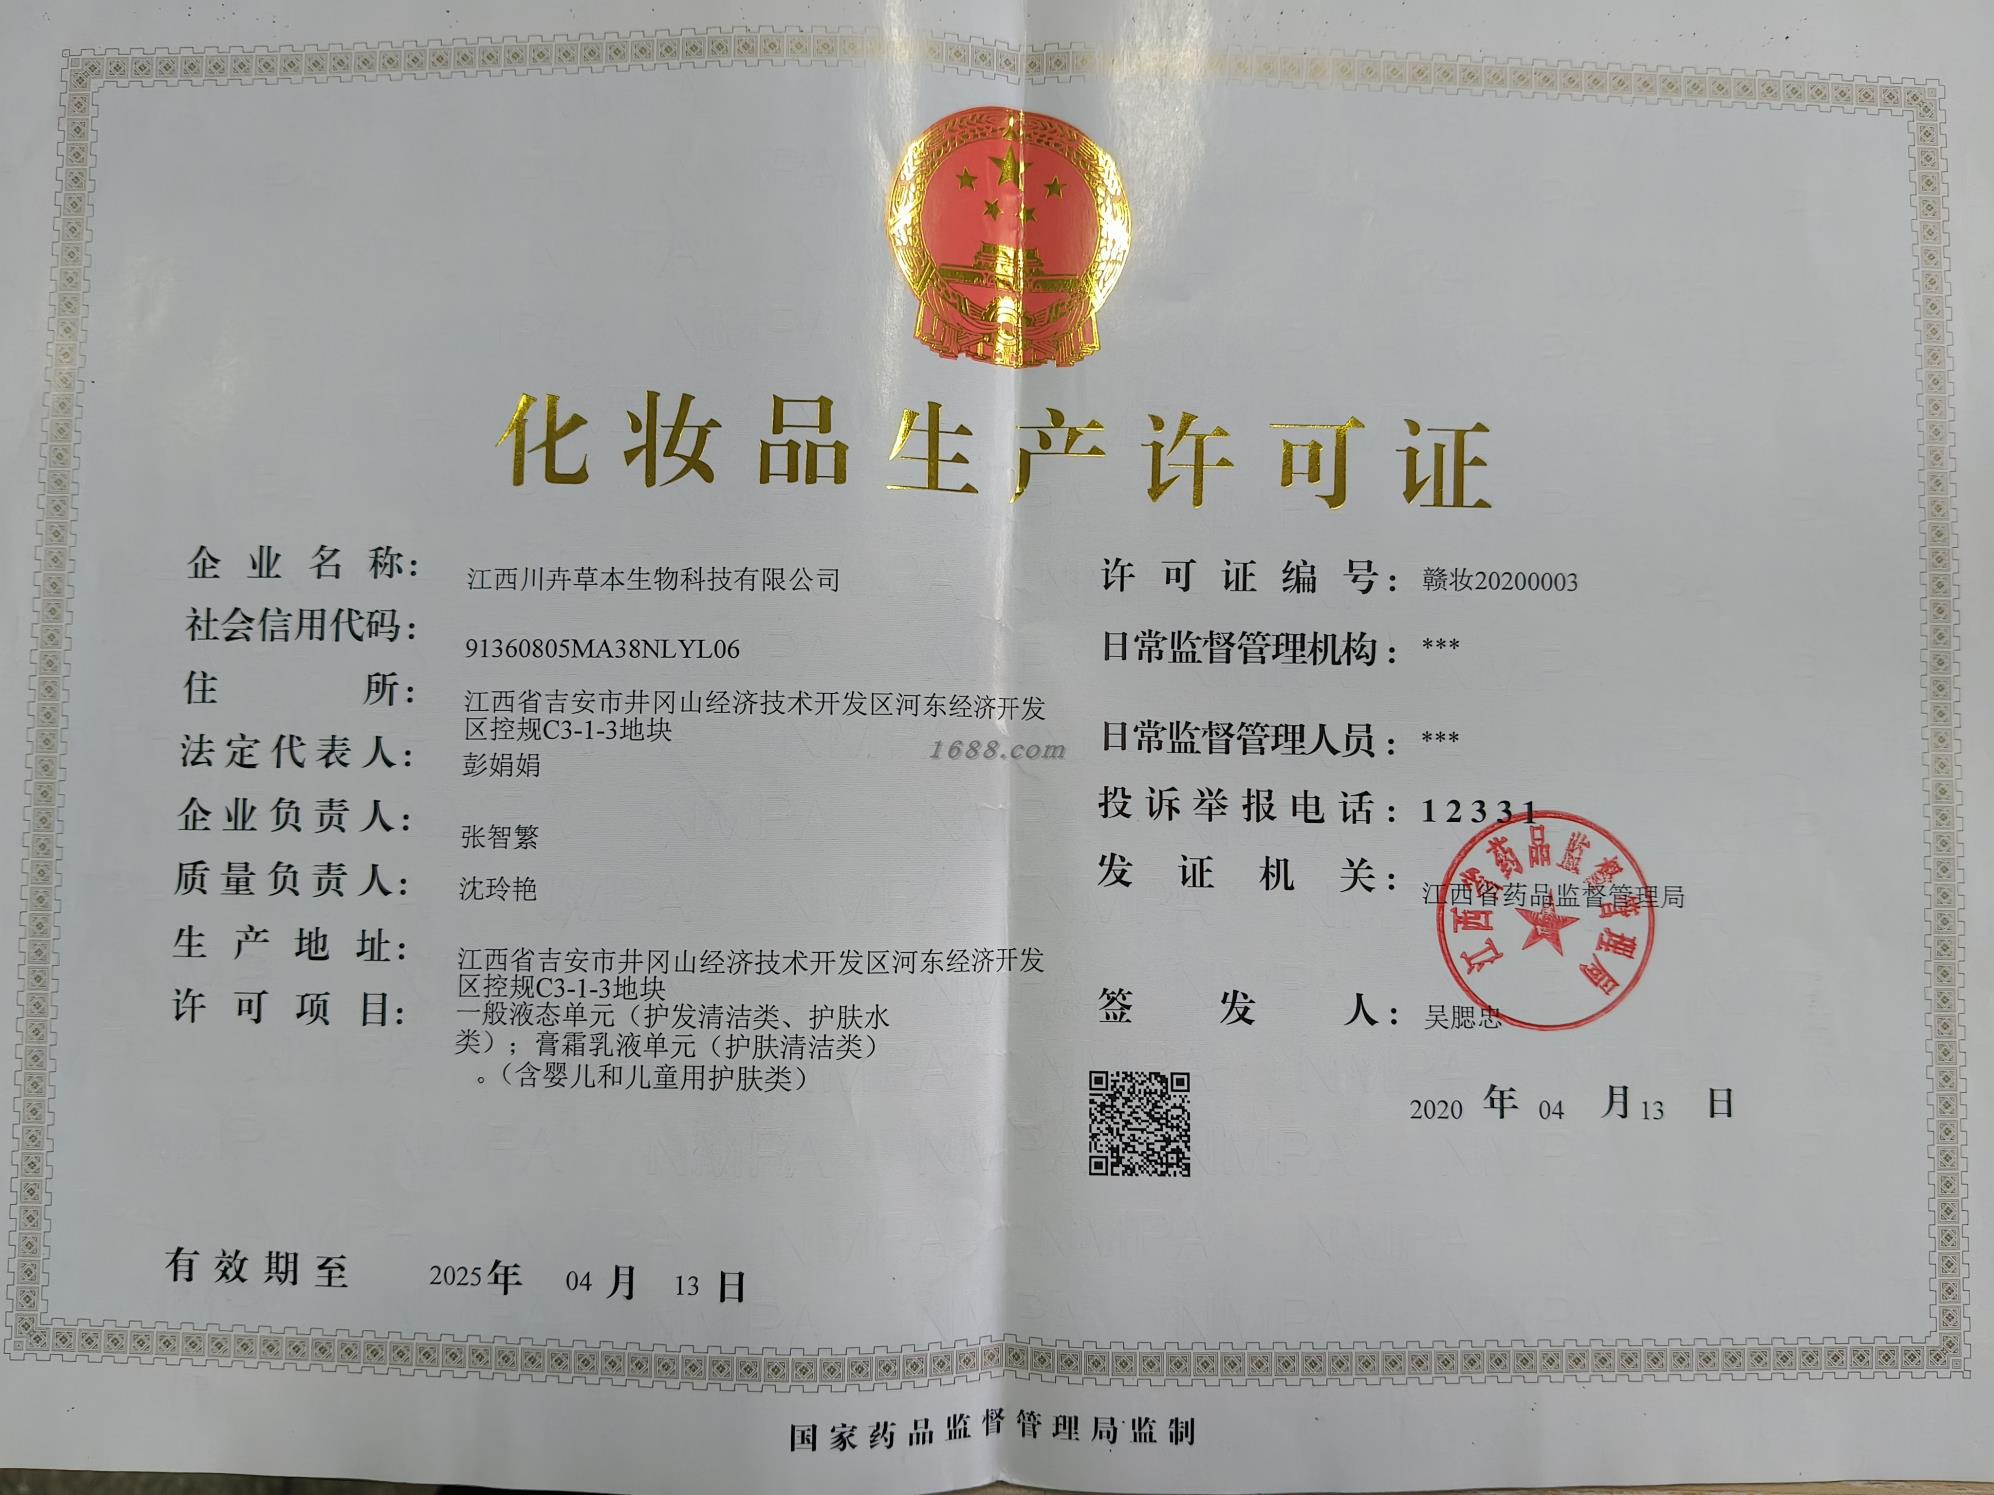 化妆品生产许可证
企业名称：江西川卉草本生物科技有限公司
社会信用代码：91360805MA38NLYL06
住所：江西省吉安市井冈山经济技术开发区河东经济开发
区控规C3-1-3地块
法定代表人：彭娟娟
企业负责人：张智繁
质量负责人：沈玲艳
生产地址：江西省吉安市井冈山经济技术开发区河东经济开发
区控规C3-1-3地块
许可项目：一般液态单元（护发清洁类、护肤水
类）；膏霜乳液单元（护肤清洁类）
。（含婴儿和儿童用护肤类）
有效期至 2025年 04月 13日
许可证编号：赣妆20200003
日常监督管理机构：***
日常监督管理人员：***
投诉举报电话：12331
发证机关：江西省药品监督管理局
江西省药品监督管理局
签发人：吴腮忠
2020年 04月13日
1688.com
国家药品监督管理局监制